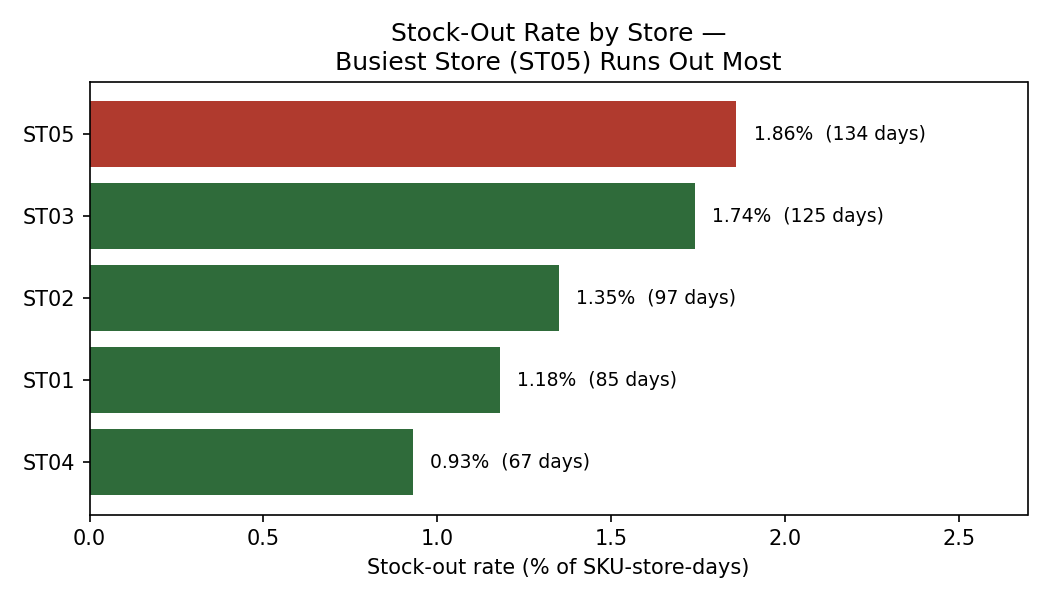 Stock-Out Rate by Store —
Busiest Store (ST05) Runs Out Most
ST05
1.86%  (134 days)
ST03
1.74%  (125 days)
ST02
1.35%  (97 days)
ST01
1.18%  (85 days)
ST04
0.93%  (67 days)
0.0 0.5 1.0 1.5 2.0 2.5
Stock-out rate (% of SKU-store-days)